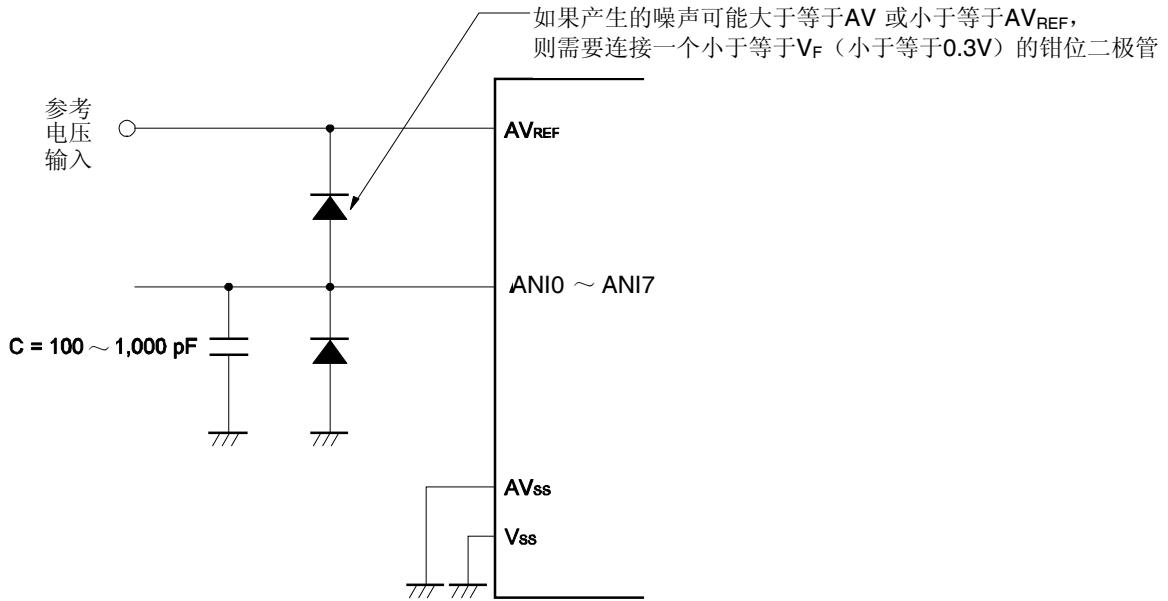 如果产生的噪声可能大于等于AV 或小于等于AVREF，
则需要连接一个小于等于VF（小于等于0.3V）的钳位二极管
参考
电压
输入
AVREF
ANI0 ～ ANI7
C = 100 ～ 1,000 pF
AVss
Vss